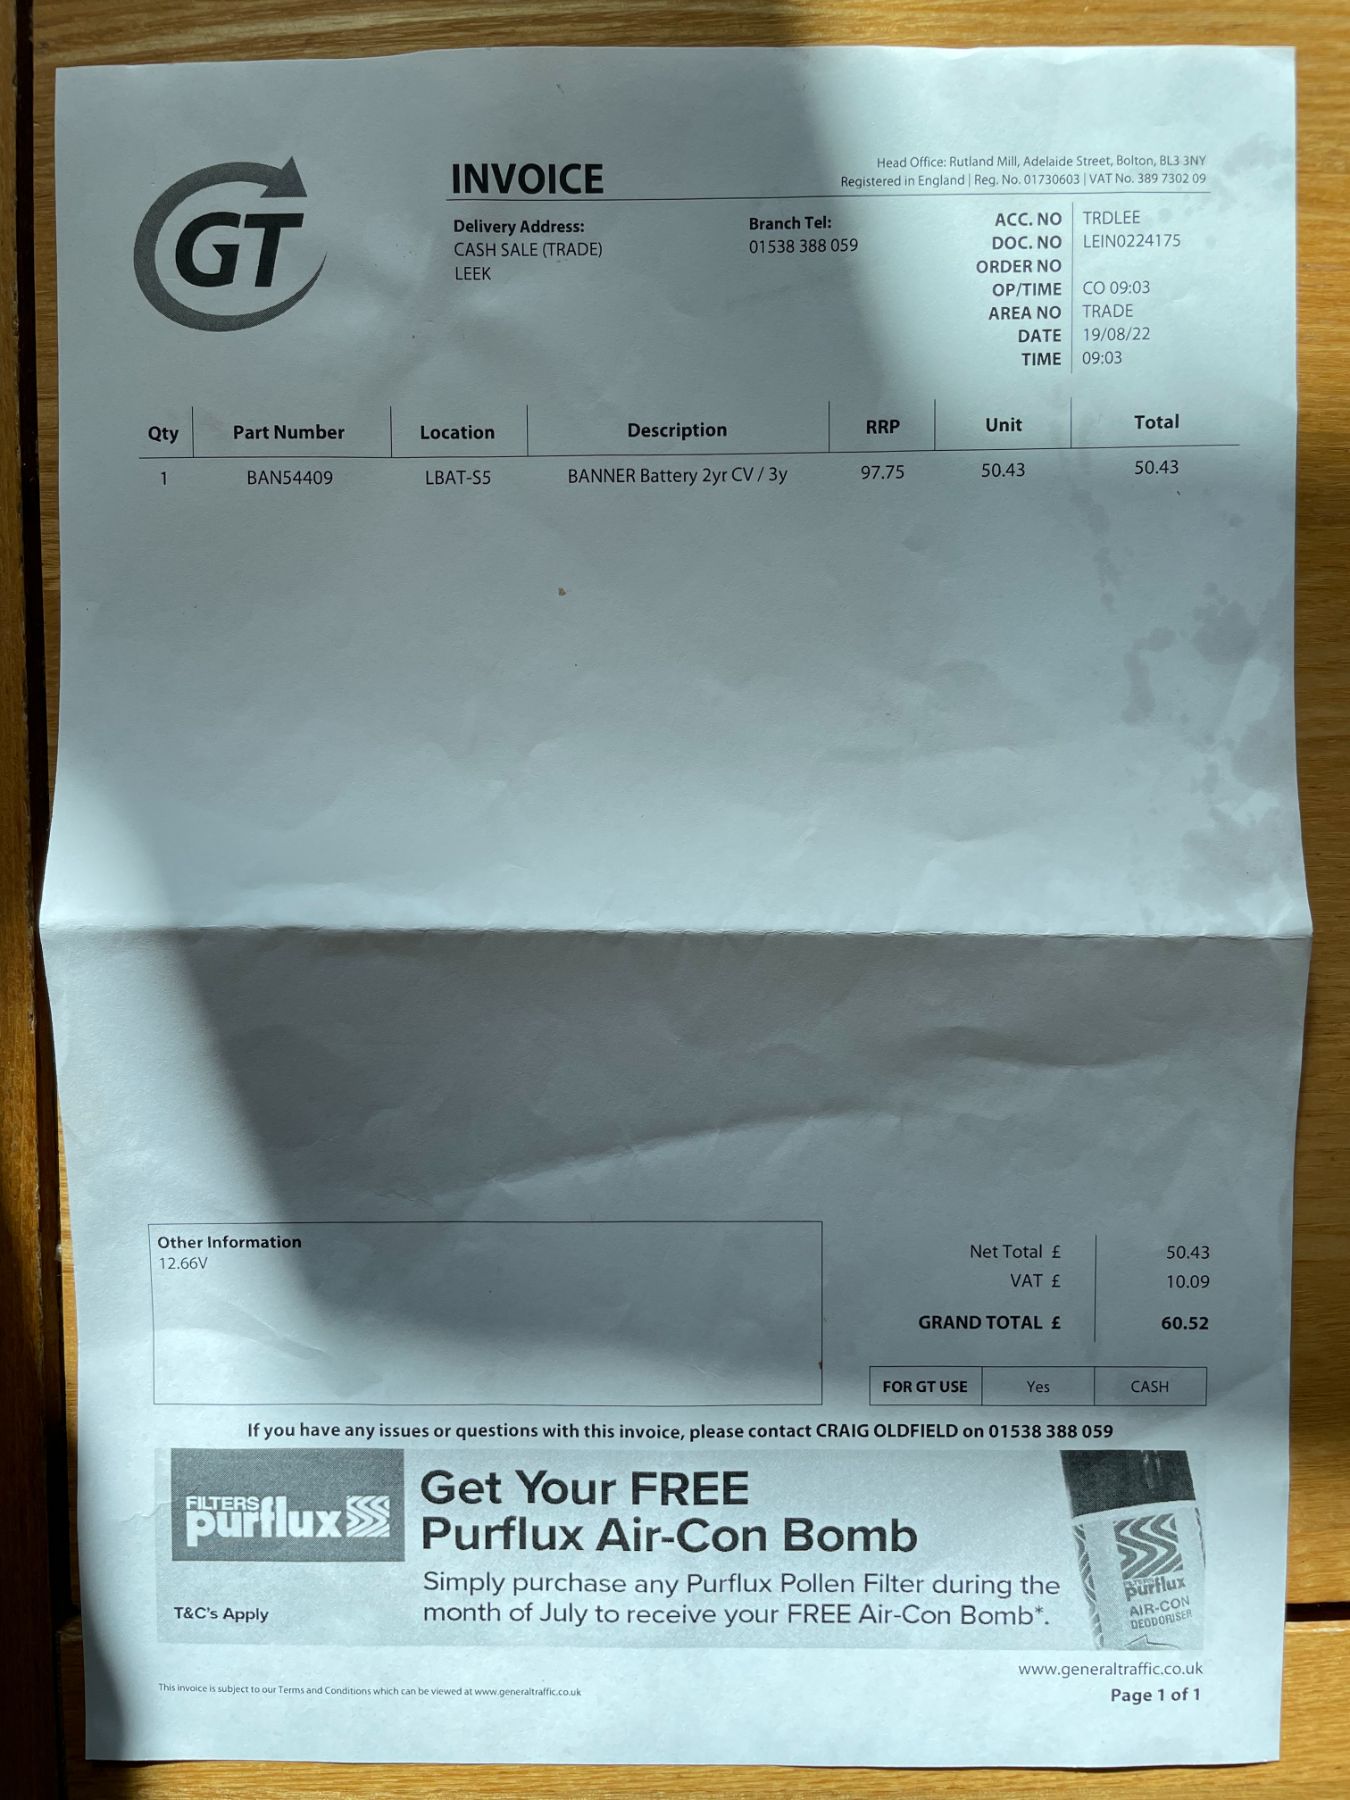 GT
INVOICE
Head Office: Rutland Mill, Adelaide Street, Bolton, BL3 3NY
Registered in England | Reg. No. 01730603 | VAT No. 389 7302 09
Delivery Address:
CASH SALE (TRADE)
LEEK
Branch Tel:
01538 388 059
ACC. NO TRDLEE
DOC. NO LEIN0224175
ORDER NO
OP/TIME CO 09:03
AREA NO TRADE
DATE 19/08/22
TIME 09:03
Qty Part Number Location Description RRP Unit Total
1 BAN54409 LBAT-S5 BANNER Battery 2yr CV / 3y 97.75 50.43 50.43
Other Information
12.66V
Net Total £ 50.43
VAT £ 10.09
GRAND TOTAL £ 60.52
FOR GT USE Yes CASH
If you have any issues or questions with this invoice, please contact CRAIG OLDFIELD on 01538 388 059
FILTERS
purflux
T&C's Apply
Get Your FREE
Purflux Air-Con Bomb
Simply purchase any Purflux Pollen Filter during the
month of July to receive your FREE Air-Con Bomb*.
FILTERS
purflux
AIR-CON
DEODORISER
www.generaltraffic.co.uk
This invoice is subject to our Terms and Conditions which can be viewed at www.generaltraffic.co.uk
Page 1 of 1